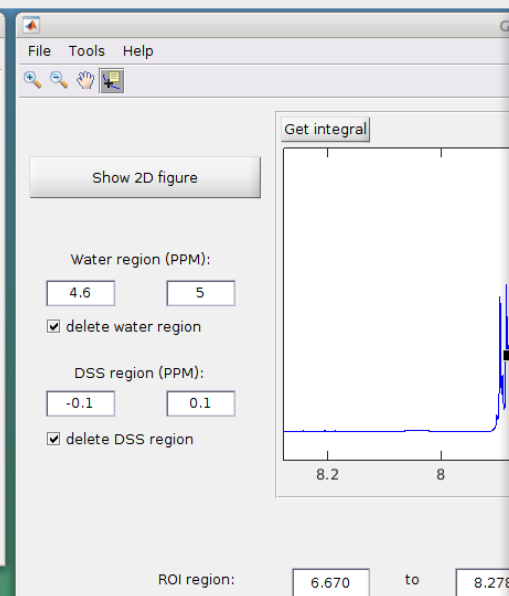 G
File Tools Help
Get integral
Show 2D figure
Water region (PPM):
4.6 5
delete water region
DSS region (PPM):
-0.1 0.1
delete DSS region
8.2 8
ROI region: 6.670 to 8.278